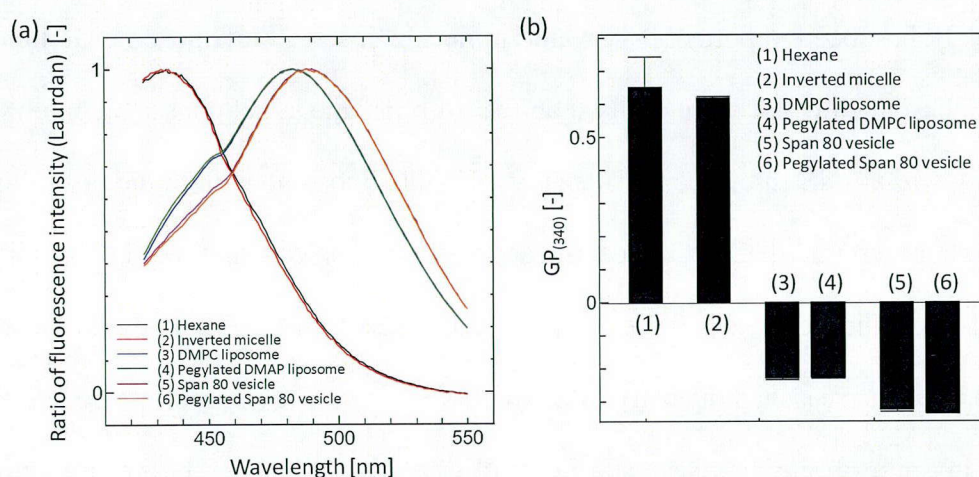 (a)
Ratio of fluorescence intensity (Laurdan) [-]
1
0
(1) Hexane
(2) Inverted micelle
(3) DMPC liposome
(4) Pegylated DMAP liposome
(5) Span 80 vesicle
(6) Pegylated Span 80 vesicle
450
500
550
Wavelength [nm]
(b)
GP(340) [-]
0.5
0
(1) Hexane
(2) Inverted micelle
(3) DMPC liposome
(4) Pegylated DMPC liposome
(5) Span 80 vesicle
(6) Pegylated Span 80 vesicle
(1)
(2)
(3)
(4)
(5)
(6)